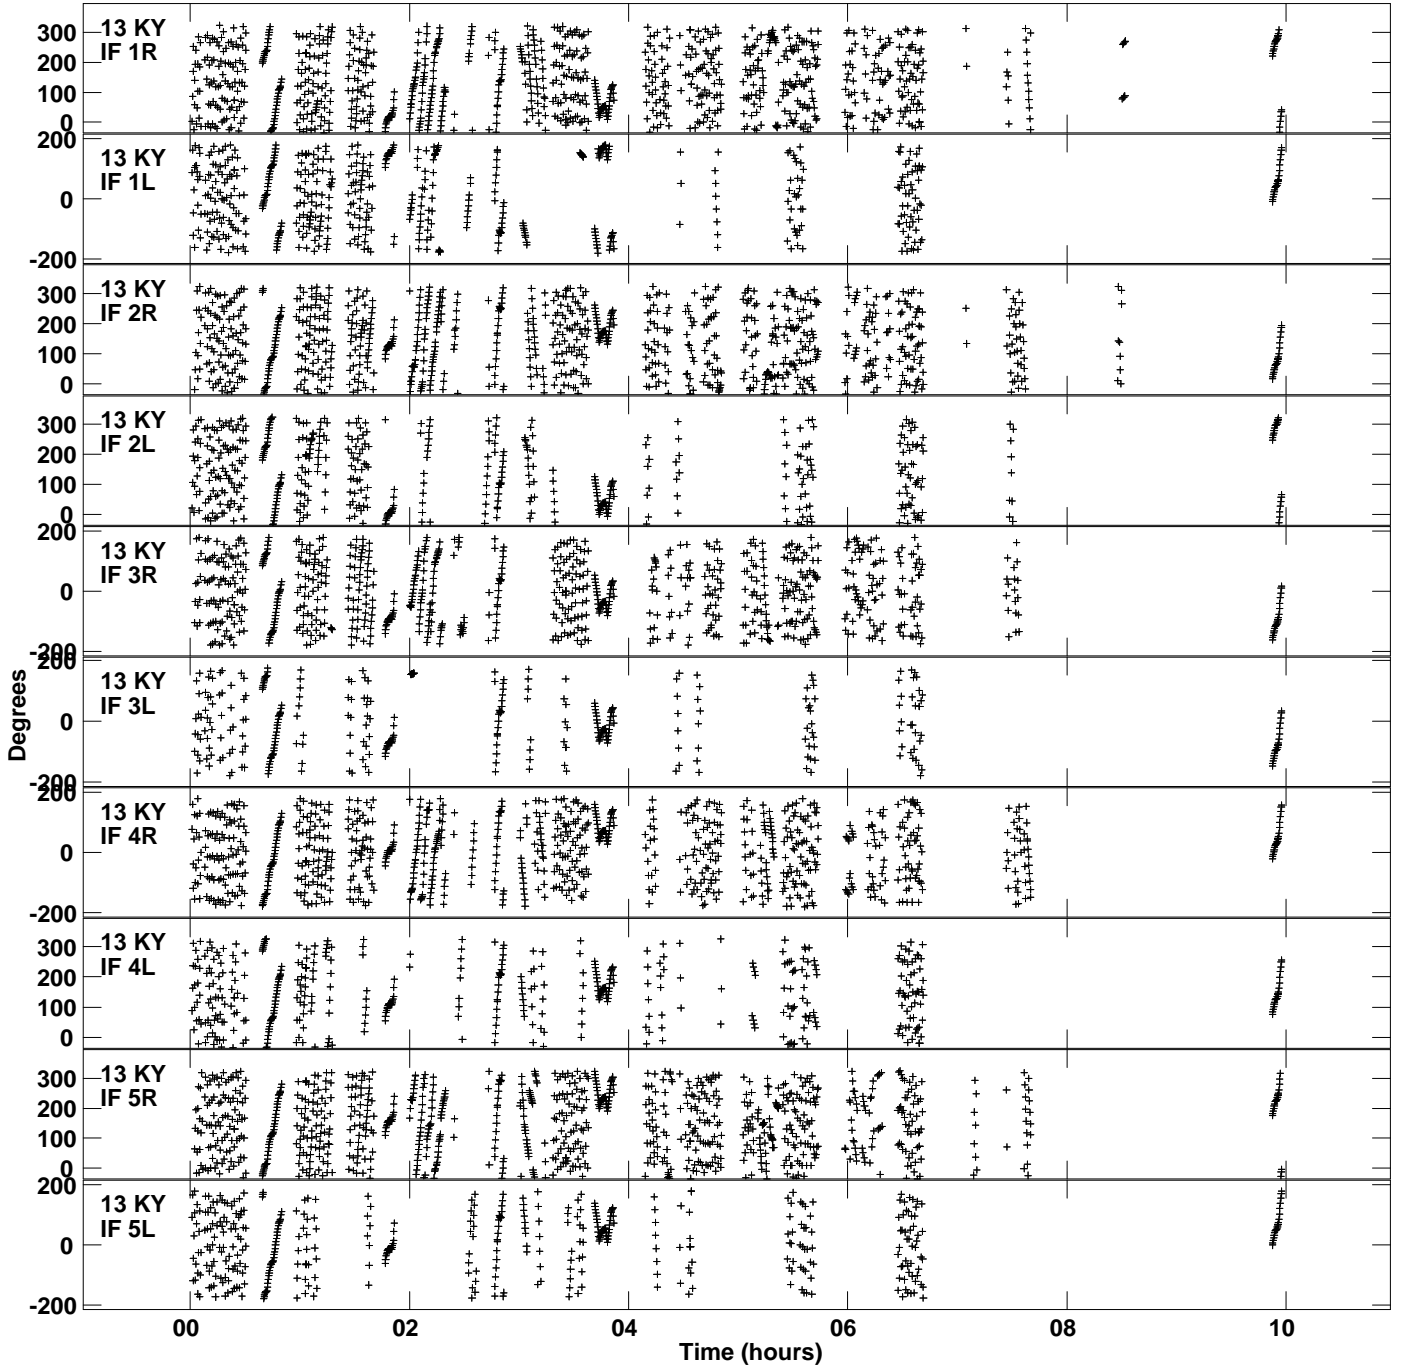 300
200
100
0
13 KY
IF 1R
200
0
-200
13 KY
IF 1L
300
200
100
0
13 KY
IF 2R
300
200
100
0
13 KY
IF 2L
200
0
-200
13 KY
IF 3R
200
0
-200
13 KY
IF 3L
200
0
-200
13 KY
IF 4R
300
200
100
0
13 KY
IF 4L
300
200
100
0
13 KY
IF 5R
200
0
-200
13 KY
IF 5L
Degrees
00 02 04 06 08 10
Time (hours)